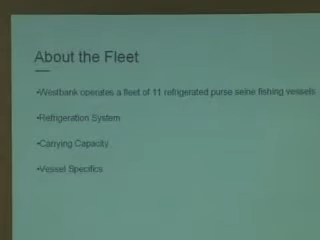 About the Fleet
•Westbank operates a fleet of 11 refrigerated purse seine fishing vessels
•Refrigeration System
•Carrying Capacity
•Vessel Specifics